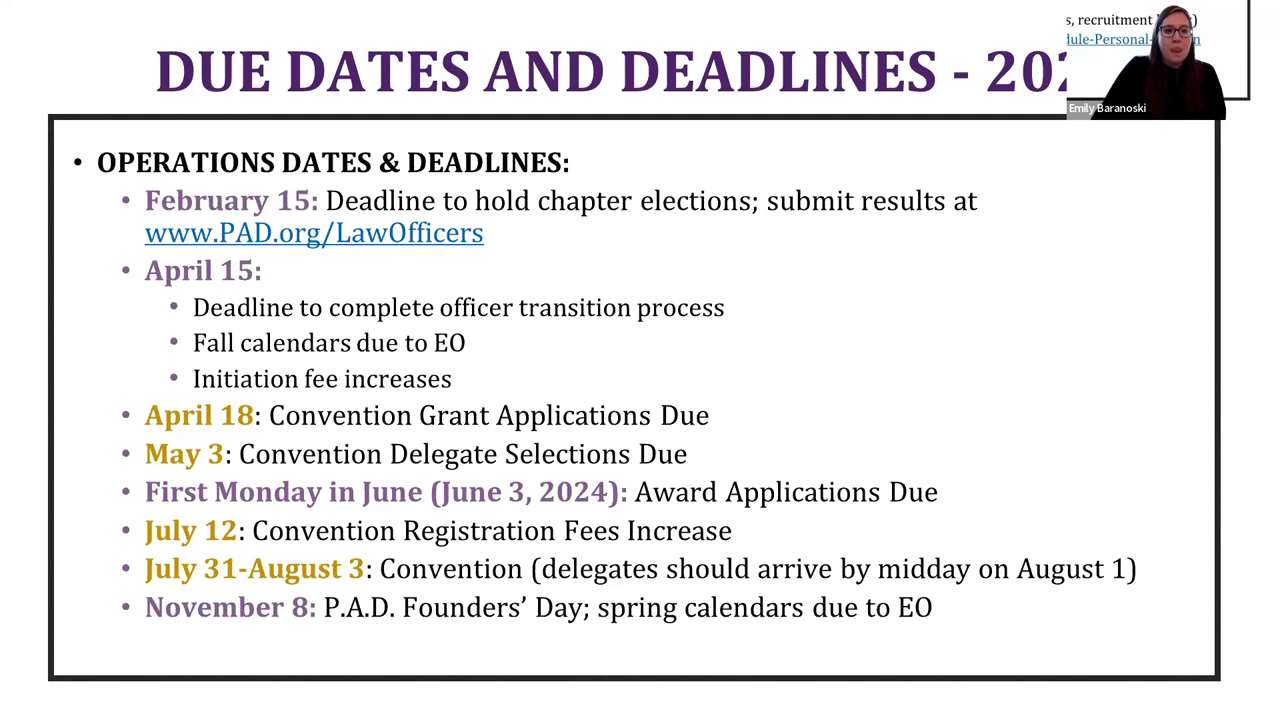 s, recruitment
dule-Personal-
DUE DATES AND DEADLINES - 202
Emily Baranoski
• OPERATIONS DATES & DEADLINES:
• February 15: Deadline to hold chapter elections; submit results at
www.PAD.org/LawOfficers
• April 15:
• Deadline to complete officer transition process
• Fall calendars due to EO
• Initiation fee increases
• April 18: Convention Grant Applications Due
• May 3: Convention Delegate Selections Due
• First Monday in June (June 3, 2024): Award Applications Due
• July 12: Convention Registration Fees Increase
• July 31-August 3: Convention (delegates should arrive by midday on August 1)
• November 8: P.A.D. Founders’ Day; spring calendars due to EO